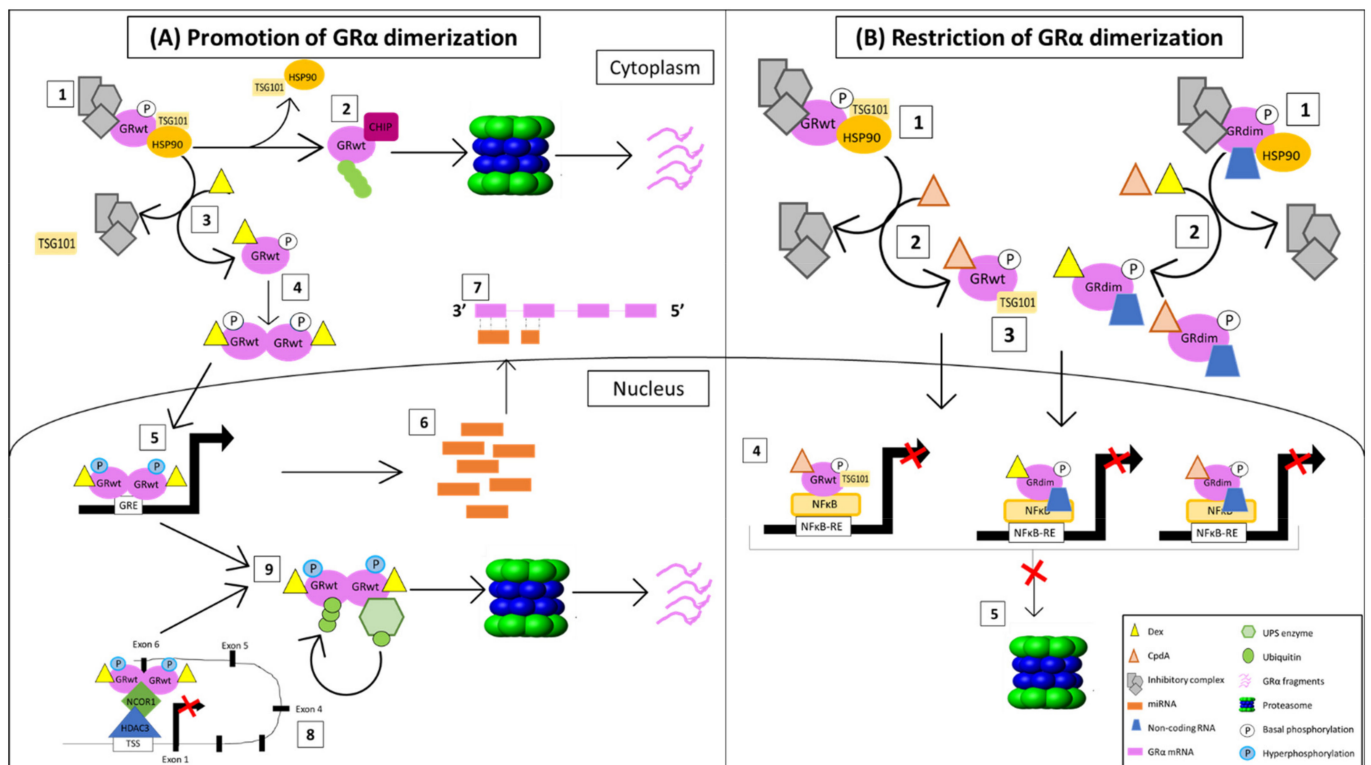 (A) Promotion of GRα dimerization
Cytoplasm
1
P
GRwt
TSG101
HSP90
TSG101
HSP90
2
CHIP
GRwt
3
TSG101
P
GRwt
4
P
P
GRwt
GRwt
7
3’
5’
Nucleus
5
P
P
GRwt
GRwt
GRE
6
9
P
P
GRwt
GRwt
Exon 6
Exon 5
P
P
GRwt
GRwt
NCOR1
HDAC3
TSS
Exon 4
Exon 1
8
(B) Restriction of GRα dimerization
P
GRwt
TSG101
HSP90
1
P
GRdim
HSP90
1
2
P
GRwt
TSG101
3
2
P
GRdim
P
GRdim
4
P
GRwt
TSG101
NFκB
NFκB-RE
P
GRdim
NFκB
NFκB-RE
P
GRdim
NFκB
NFκB-RE
5
Dex
CpdA
Inhibitory complex
miRNA
Non-coding RNA
GRα mRNA
UPS enzyme
Ubiquitin
GRα fragments
Proteasome
P
Basal phosphorylation
P
Hyperphosphorylation